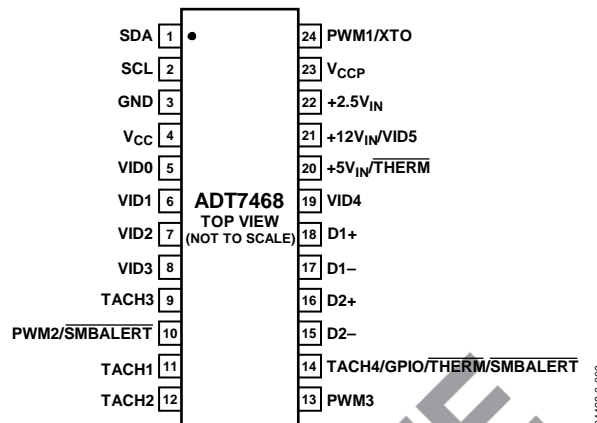 SDA 1
SCL 2
GND 3
VCC 4
VID0 5
VID1 6
VID2 7
VID3 8
TACH3 9
PWM2/SMBALERT 10
TACH1 11
TACH2 12
ADT7468
TOP VIEW
(NOT TO SCALE)
24 PWM1/XTO
23 VCCP
22 +2.5VIN
21 +12VIN/VID5
20 +5VIN/THERM
19 VID4
18 D1+
17 D1–
16 D2+
15 D2–
14 TACH4/GPIO/THERM/SMBALERT
13 PWM3